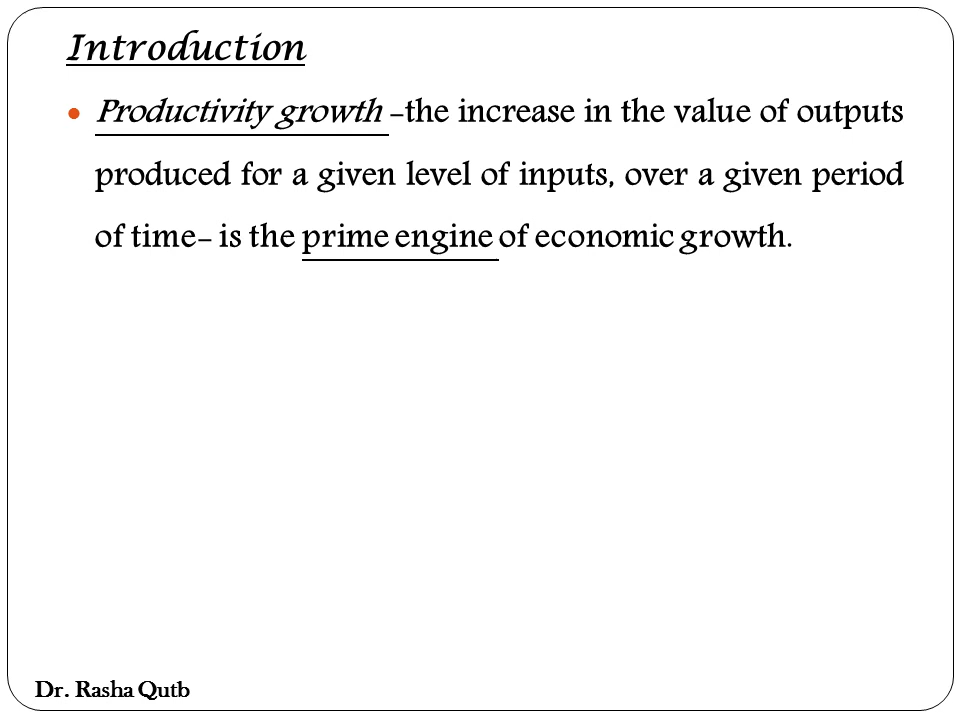 Introduction
• Productivity growth -the increase in the value of outputs
produced for a given level of inputs, over a given period
of time- is the prime engine of economic growth.
Dr. Rasha Qutb